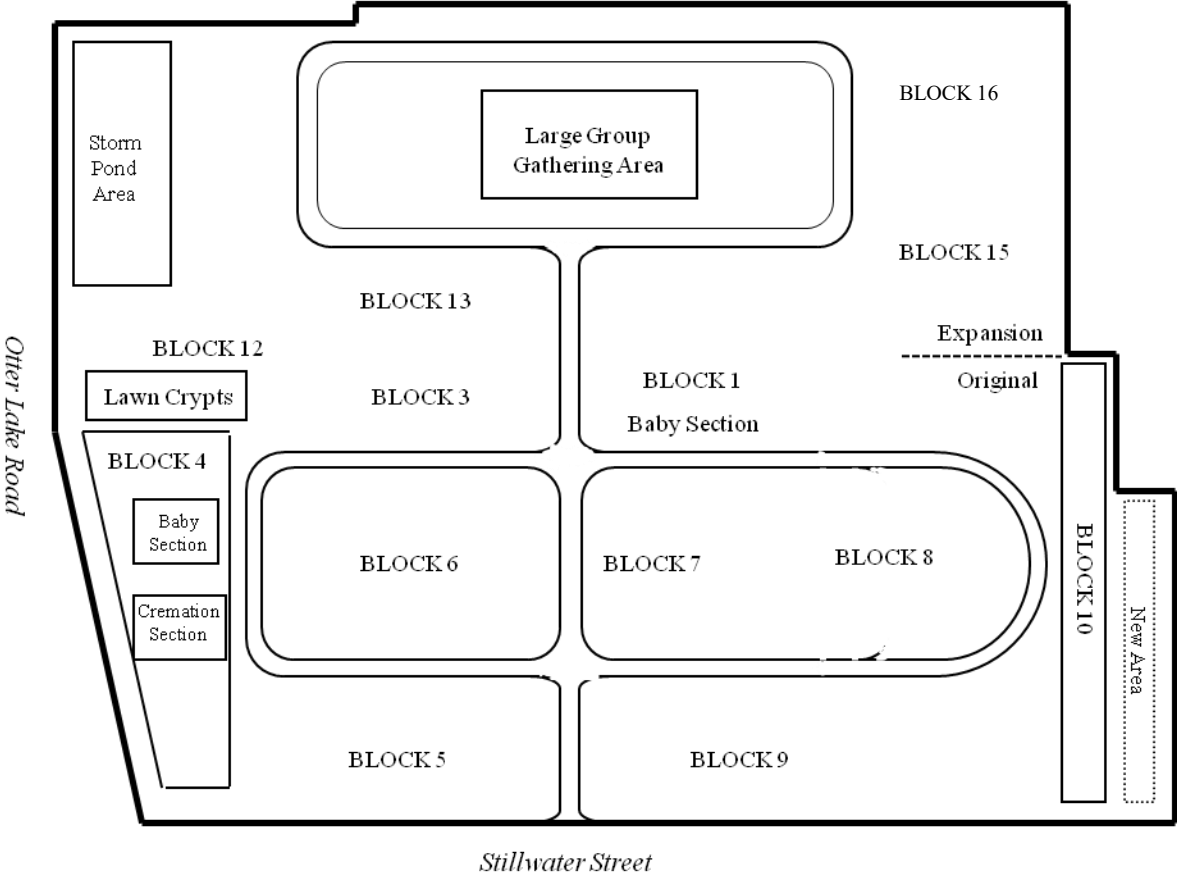 BLOCK 16
Storm
Pond
Area
Large Group
Gathering Area
BLOCK 15
BLOCK 13
Expansion
BLOCK 12
Original
BLOCK 1
Lawn Crypts
BLOCK 3
Baby Section
Otter Lake Road
BLOCK 4
Baby
Section
BLOCK 6
BLOCK 7
BLOCK 8
BLOCK 10
New Area
Cremation
Section
BLOCK 5
BLOCK 9
Stillwater Street